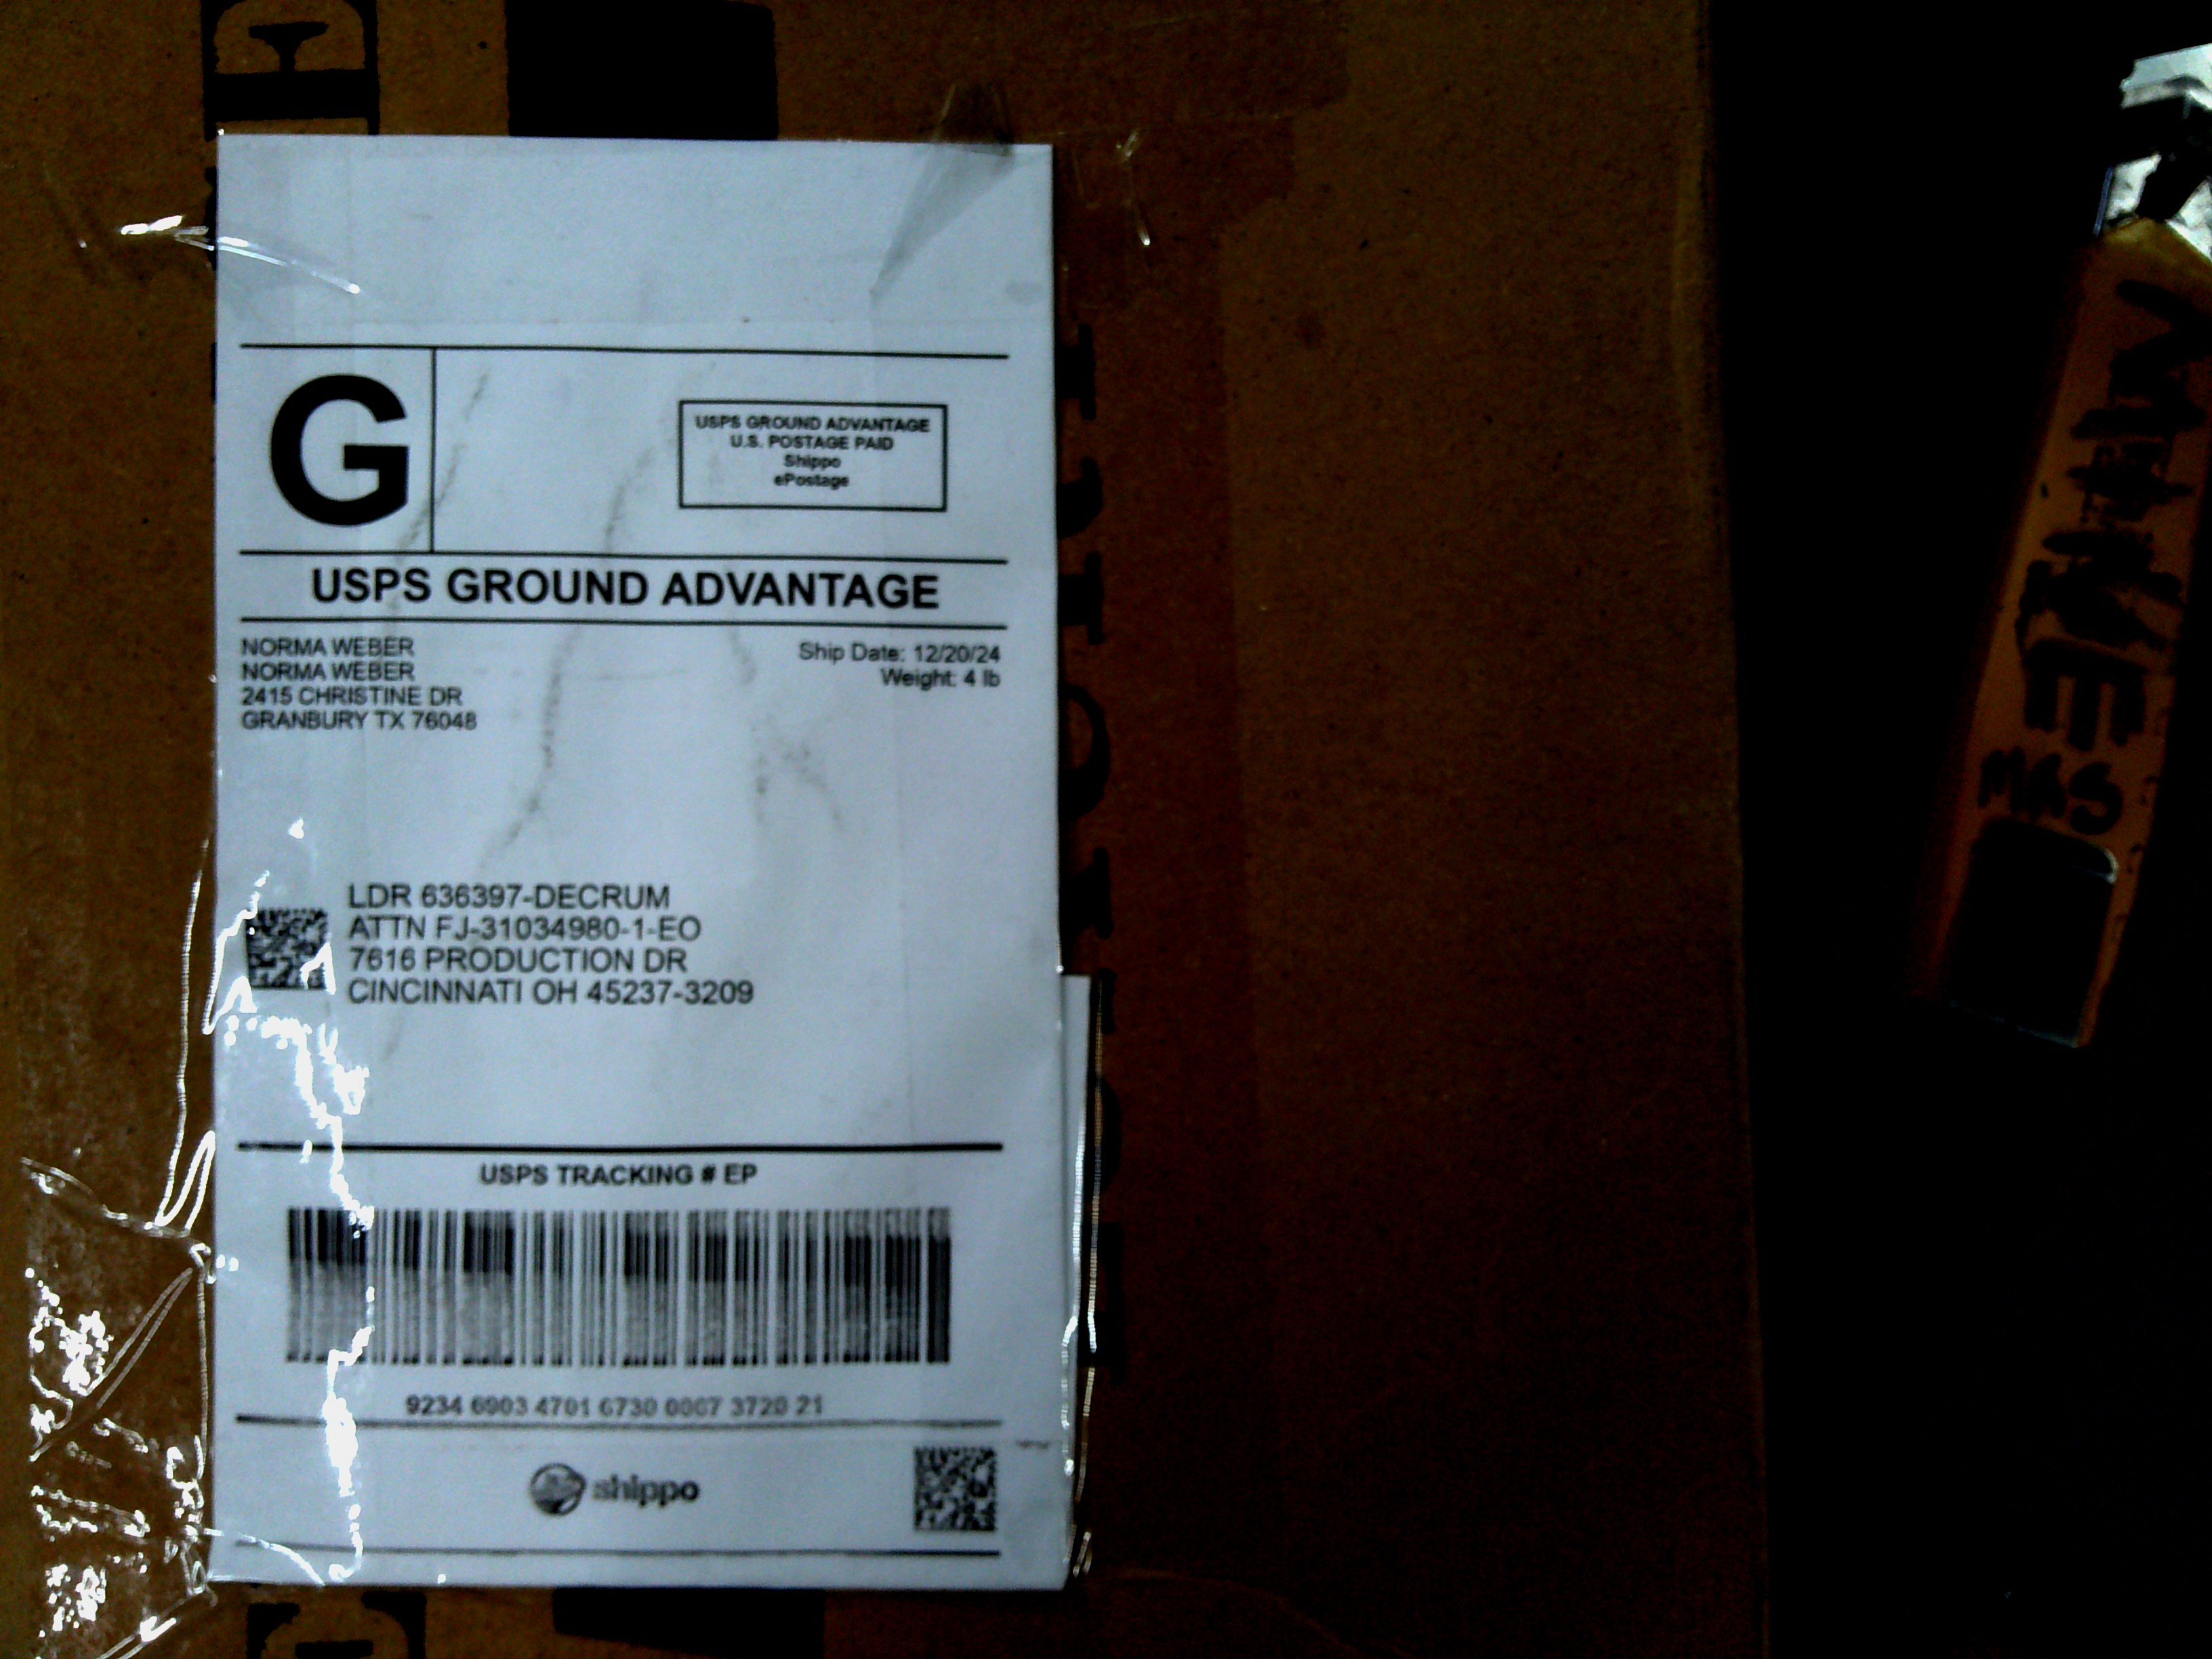 G
USPS GROUND ADVANTAGE
U.S. POSTAGE PAID
Shippo
ePostage
USPS GROUND ADVANTAGE
NORMA WEBER
NORMA WEBER
2415 CHRISTINE DR
GRANBURY TX 76048
Ship Date: 12/20/24
Weight: 4 lb
LDR 636397-DECRUM
ATTN FJ-31034980-1-EO
7616 PRODUCTION DR
CINCINNATI OH 45237-3209
USPS TRACKING # EP
9234 6903 4701 6730 0067 3720 21
shippo
MAS